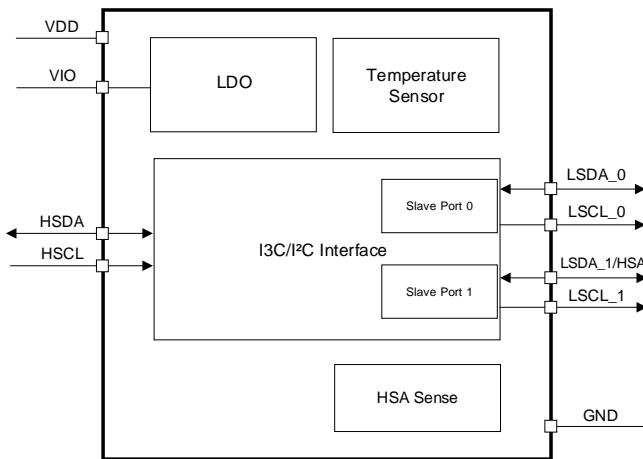 VDD
VIO
LDO
Temperature
Sensor
LSDA_0
Slave Port 0
LSCL_0
HSDA
I3C/I²C Interface
HSCL
LSDA_1/HSA
Slave Port 1
LSCL_1
HSA Sense
GND